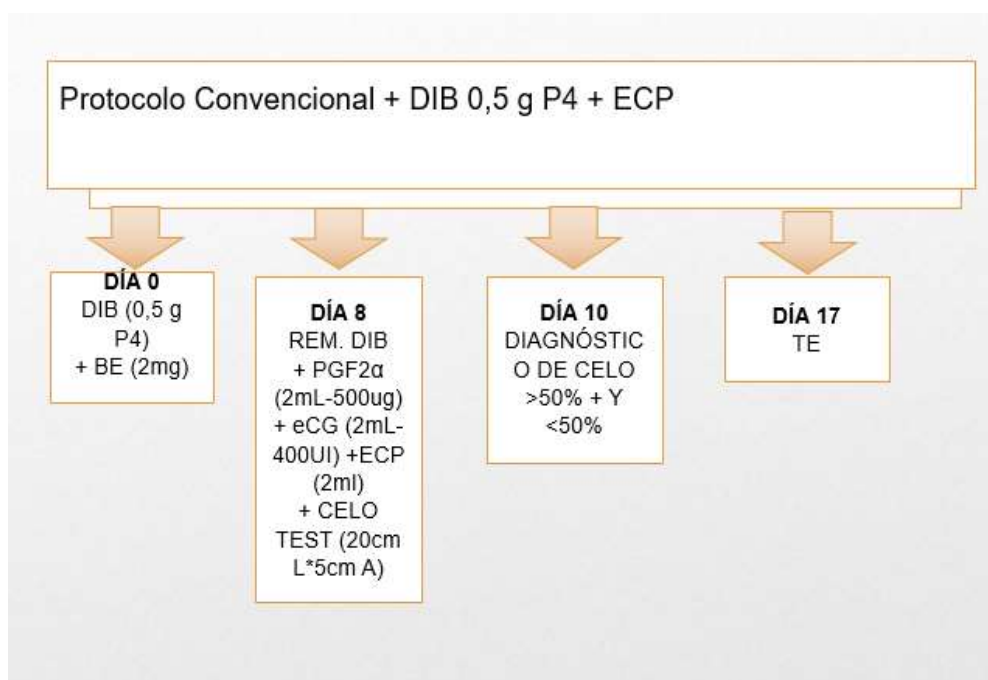 Protocolo Convencional + DIB 0,5 g P4 + ECP
DÍA 0
DIB (0,5 g
P4)
+ BE (2mg)
DÍA 8
REM. DIB
+ PGF2α
(2mL-500ug)
+ eCG (2mL-
400UI) +ECP
(2ml)
+ CELO
TEST (20cm
L*5cm A)
DÍA 10
DIAGNÓSTIC
O DE CELO
>50% + Y
<50%
DÍA 17
TE